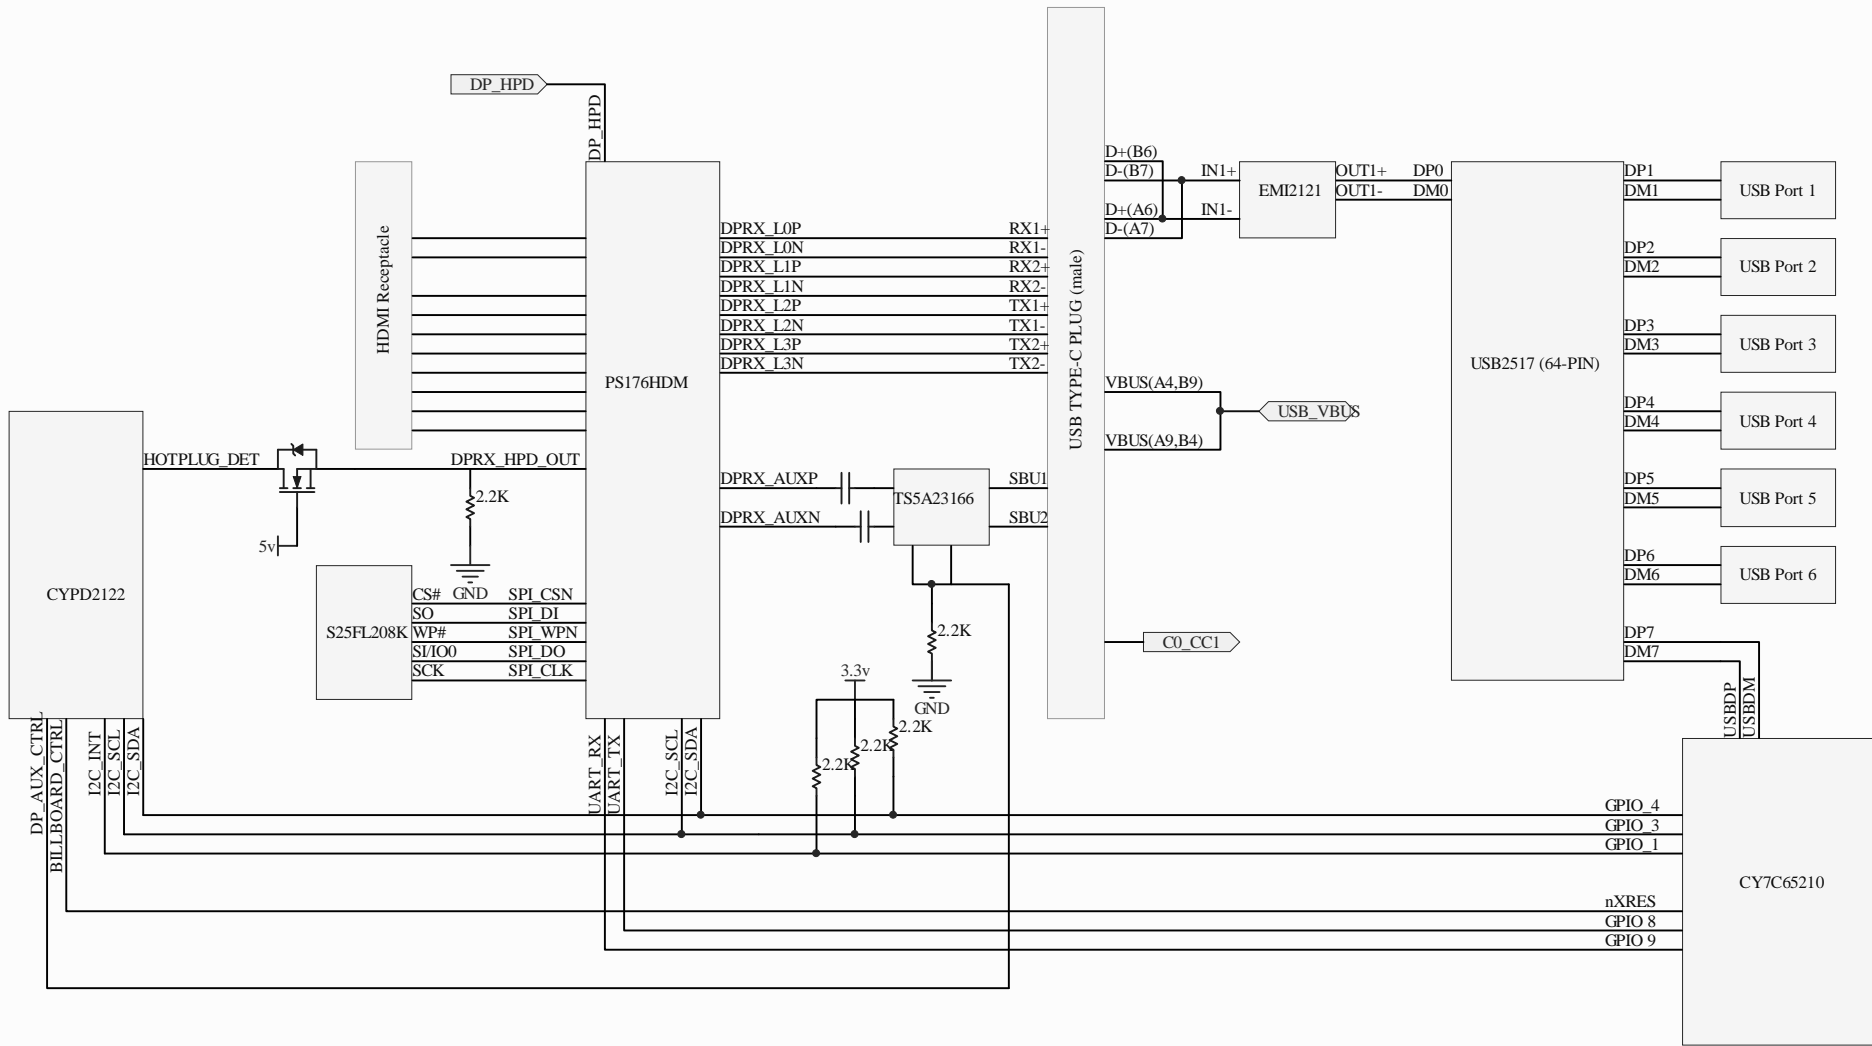 DP_HPD
DP_HPD
HDMI Receptacle
PS176HDM
DPRX_L0P
DPRX_L0N
DPRX_L1P
DPRX_L1N
DPRX_L2P
DPRX_L2N
DPRX_L3P
DPRX_L3N
RX1+
RX1-
RX2+
RX2-
TX1+
TX1-
TX2+
TX2-
USB TYPE-C PLUG (male)
D+(B6)
D-(B7)
D+(A6)
D-(A7)
IN1+
IN1-
EMI2121
OUT1+
OUT1-
DP0
DM0
USB2517 (64-PIN)
DP1
DM1
USB Port 1
DP2
DM2
USB Port 2
DP3
DM3
USB Port 3
DP4
DM4
USB Port 4
DP5
DM5
USB Port 5
DP6
DM6
USB Port 6
DP7
DM7
USBDP
USBDM
VBUS(A4,B9)
VBUS(A9,B4)
USB_VBUS
C0_CC1
CYPD2122
HOTPLUG_DET
5v
DPRX_HPD_OUT
2.2K
GND
S25FL208K
CS#
SO
WP#
SI/IO0
SCK
SPI_CSN
SPI_DI
SPI_WPN
SPI_DO
SPI_CLK
DPRX_AUXP
DPRX_AUXN
TS5A23166
SBU1
SBU2
2.2K
GND
3.3v
2.2K
2.2K
2.2K
DP_AUX_CTRL
BILLBOARD_CTRL
I2C_INT
I2C_SCL
I2C_SDA
UART_RX
UART_TX
I2C_SCL
I2C_SDA
GPIO_4
GPIO_3
GPIO_1
nXRES
GPIO 8
GPIO 9
CY7C65210